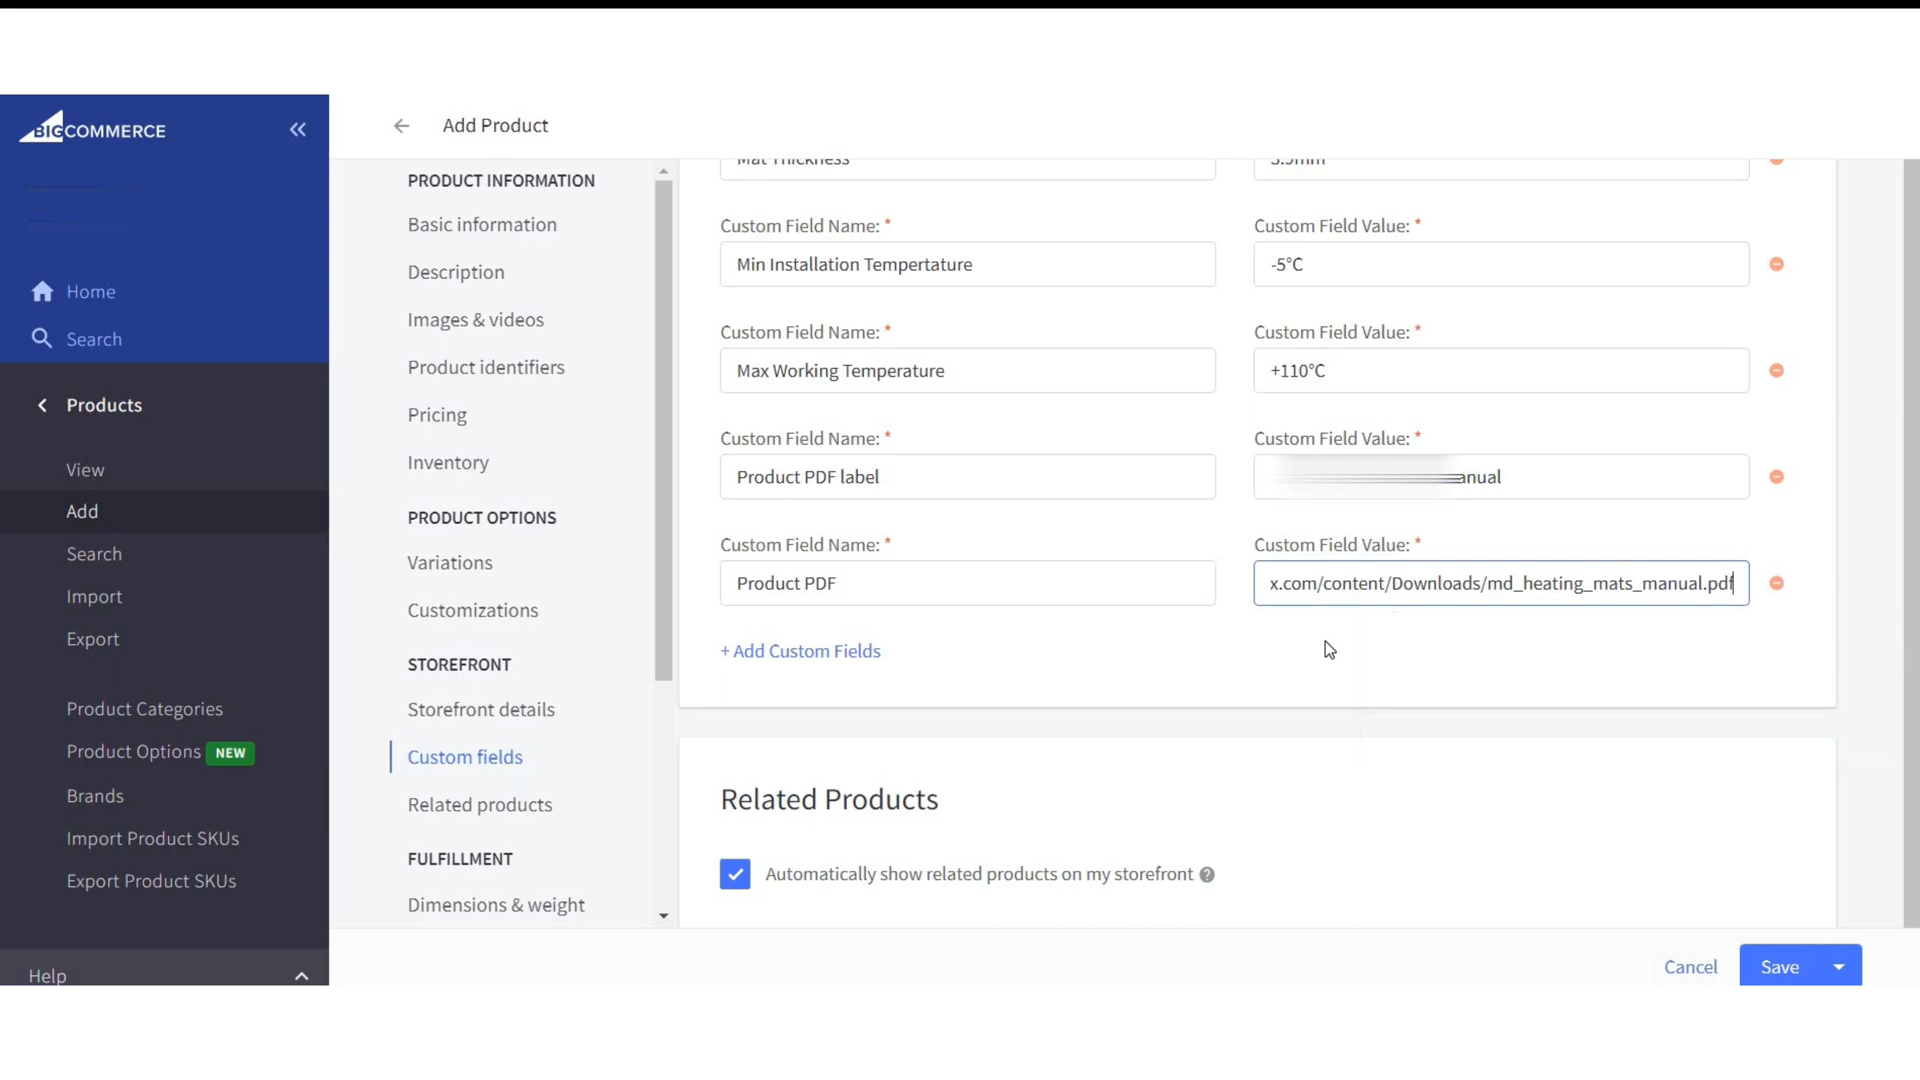 BIGCOMMERCE
Home
Search
Products
View
Add
Search
Import
Export
Product Categories
Product Options NEW
Brands
Import Product SKUs
Export Product SKUs
Help
Add Product
PRODUCT INFORMATION
Basic information
Description
Images & videos
Product identifiers
Pricing
Inventory
PRODUCT OPTIONS
Variations
Customizations
STOREFRONT
Storefront details
Custom fields
Related products
FULFILLMENT
Dimensions & weight
Mat Thickness
Custom Field Name: * Custom Field Value: *
Min Installation Tempertature -5°C
Custom Field Name: * Custom Field Value: *
Max Working Temperature +110°C
Custom Field Name: * Custom Field Value: *
Product PDF label anual
Custom Field Name: * Custom Field Value: *
Product PDF x.com/content/Downloads/md_heating_mats_manual.pdf
+ Add Custom Fields
Related Products
Automatically show related products on my storefront ?
Cancel Save